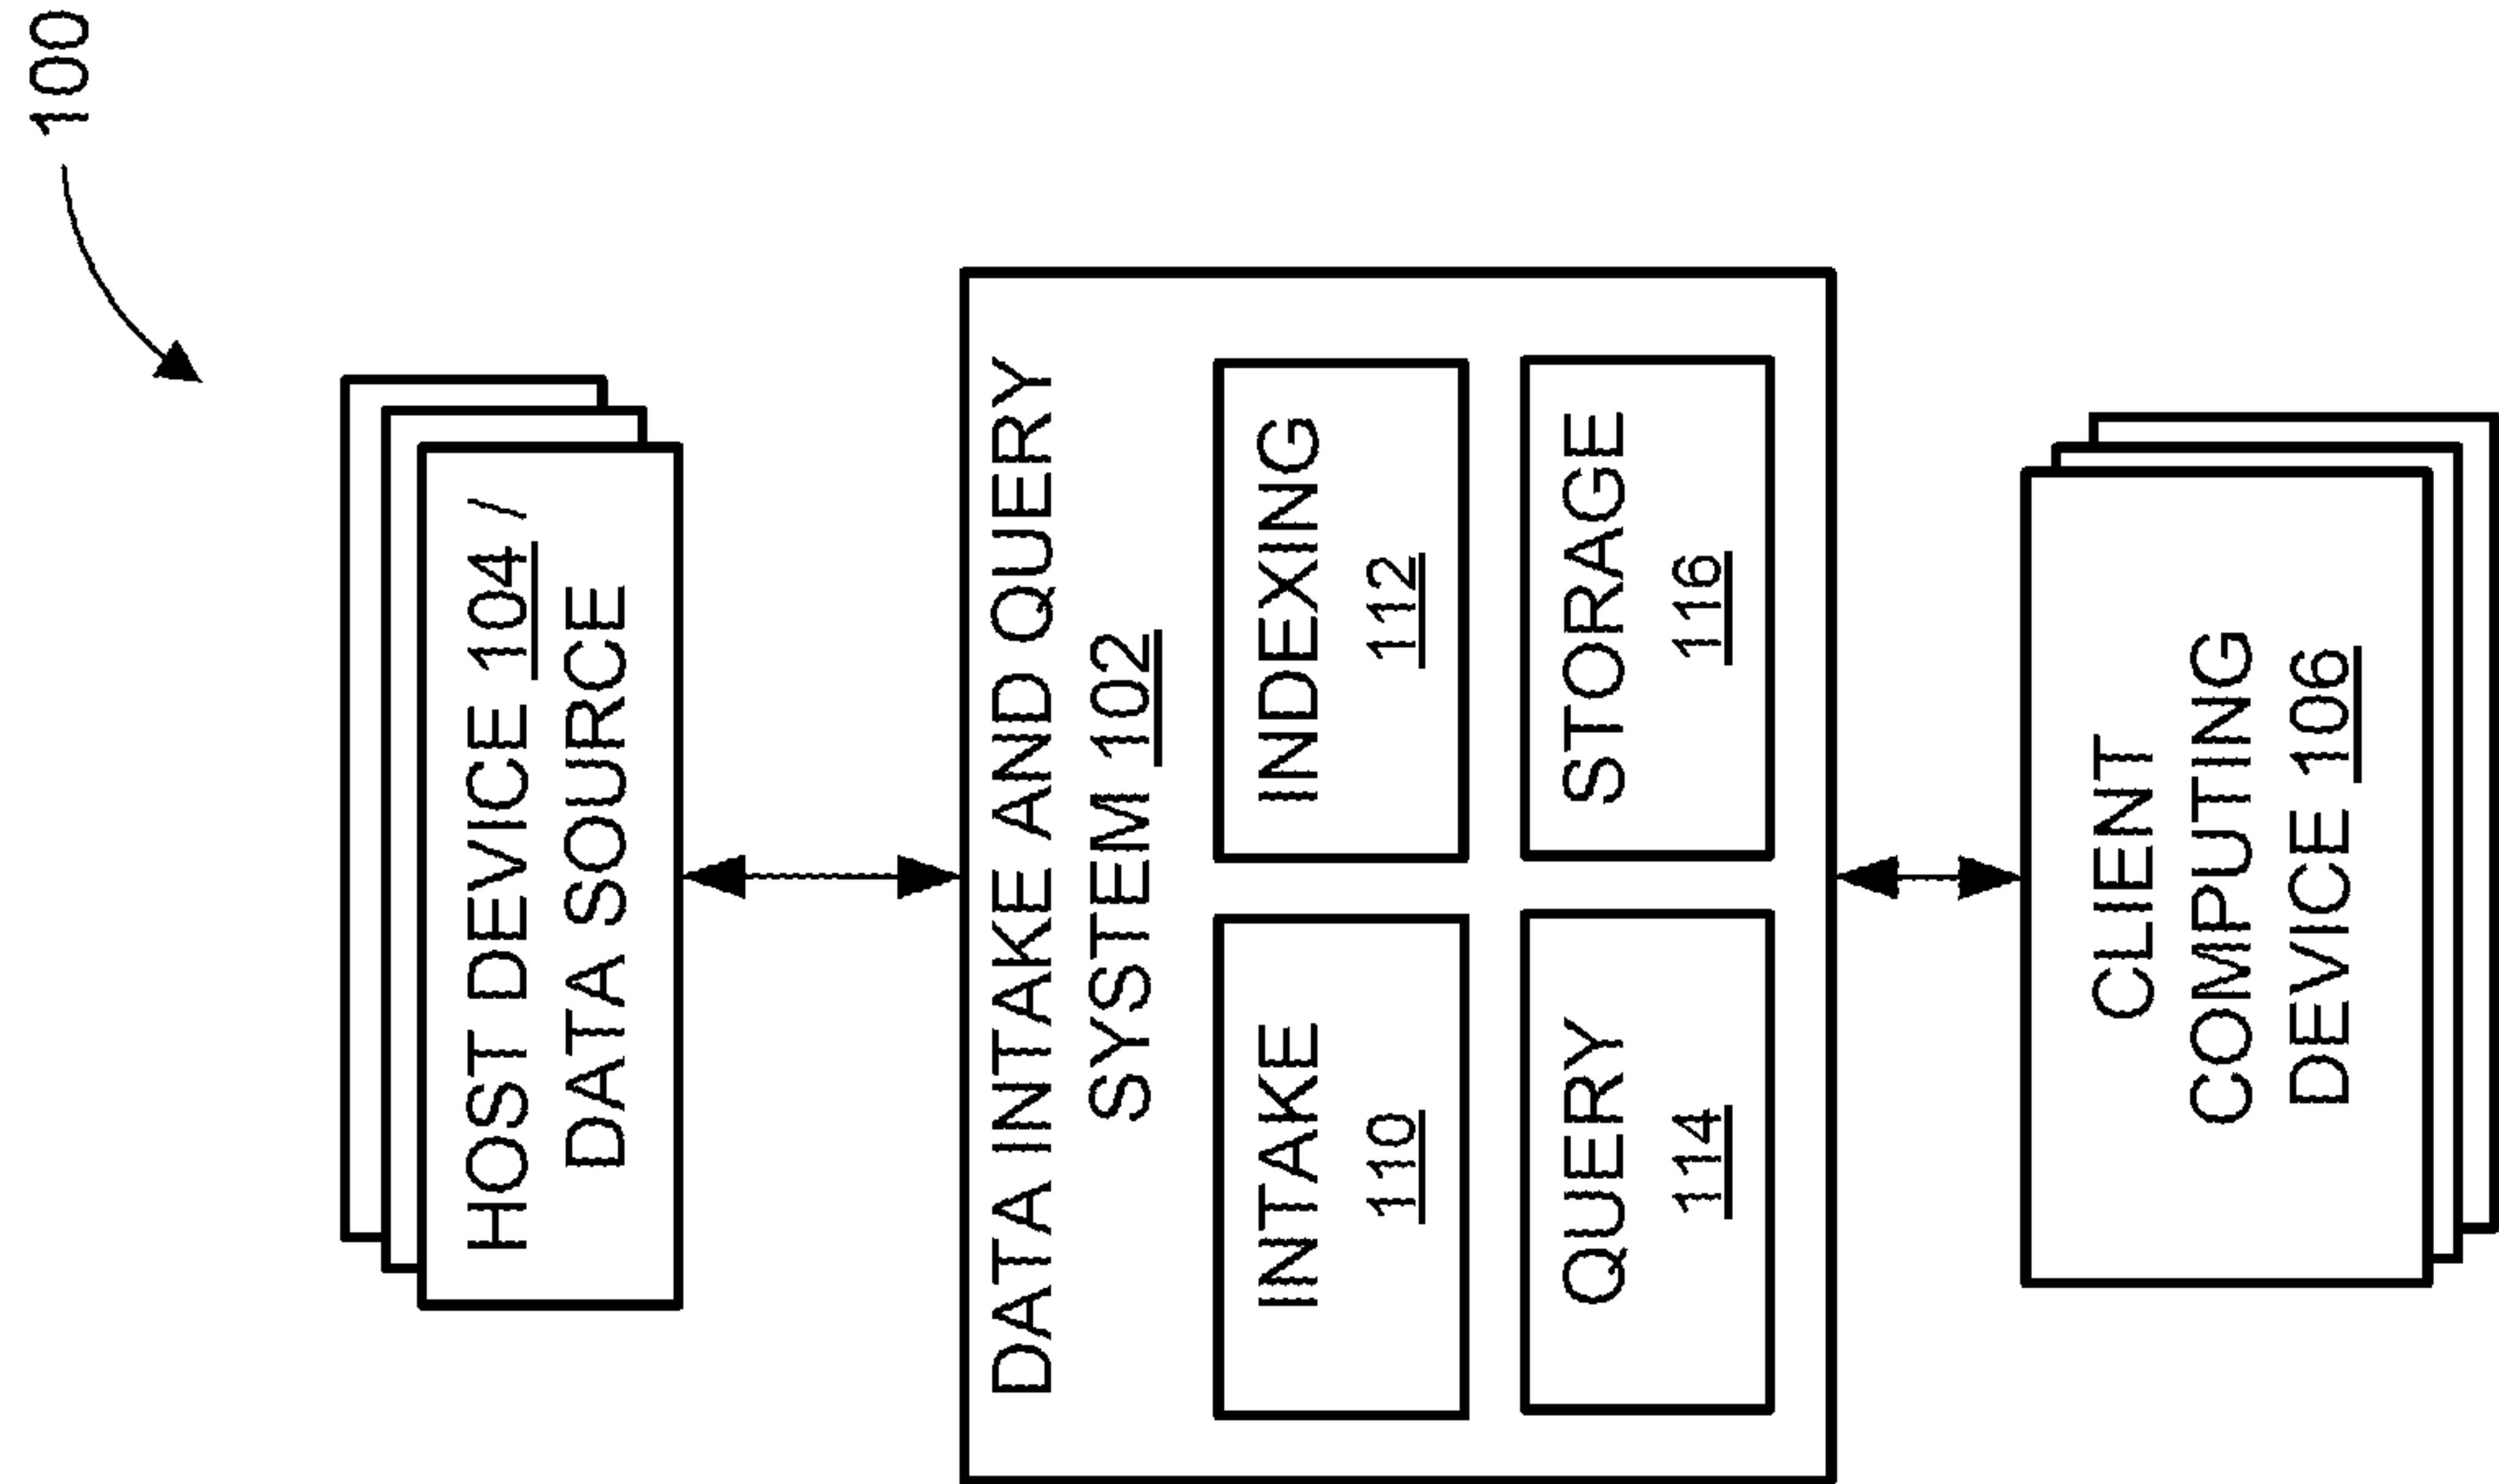 100
HOST DEVICE 104 /
DATA SOURCE
DATA INTAKE AND QUERY
SYSTEM 102
INTAKE
110
INDEXING
112
QUERY
114
STORAGE
116
CLIENT
COMPUTING
DEVICE 106